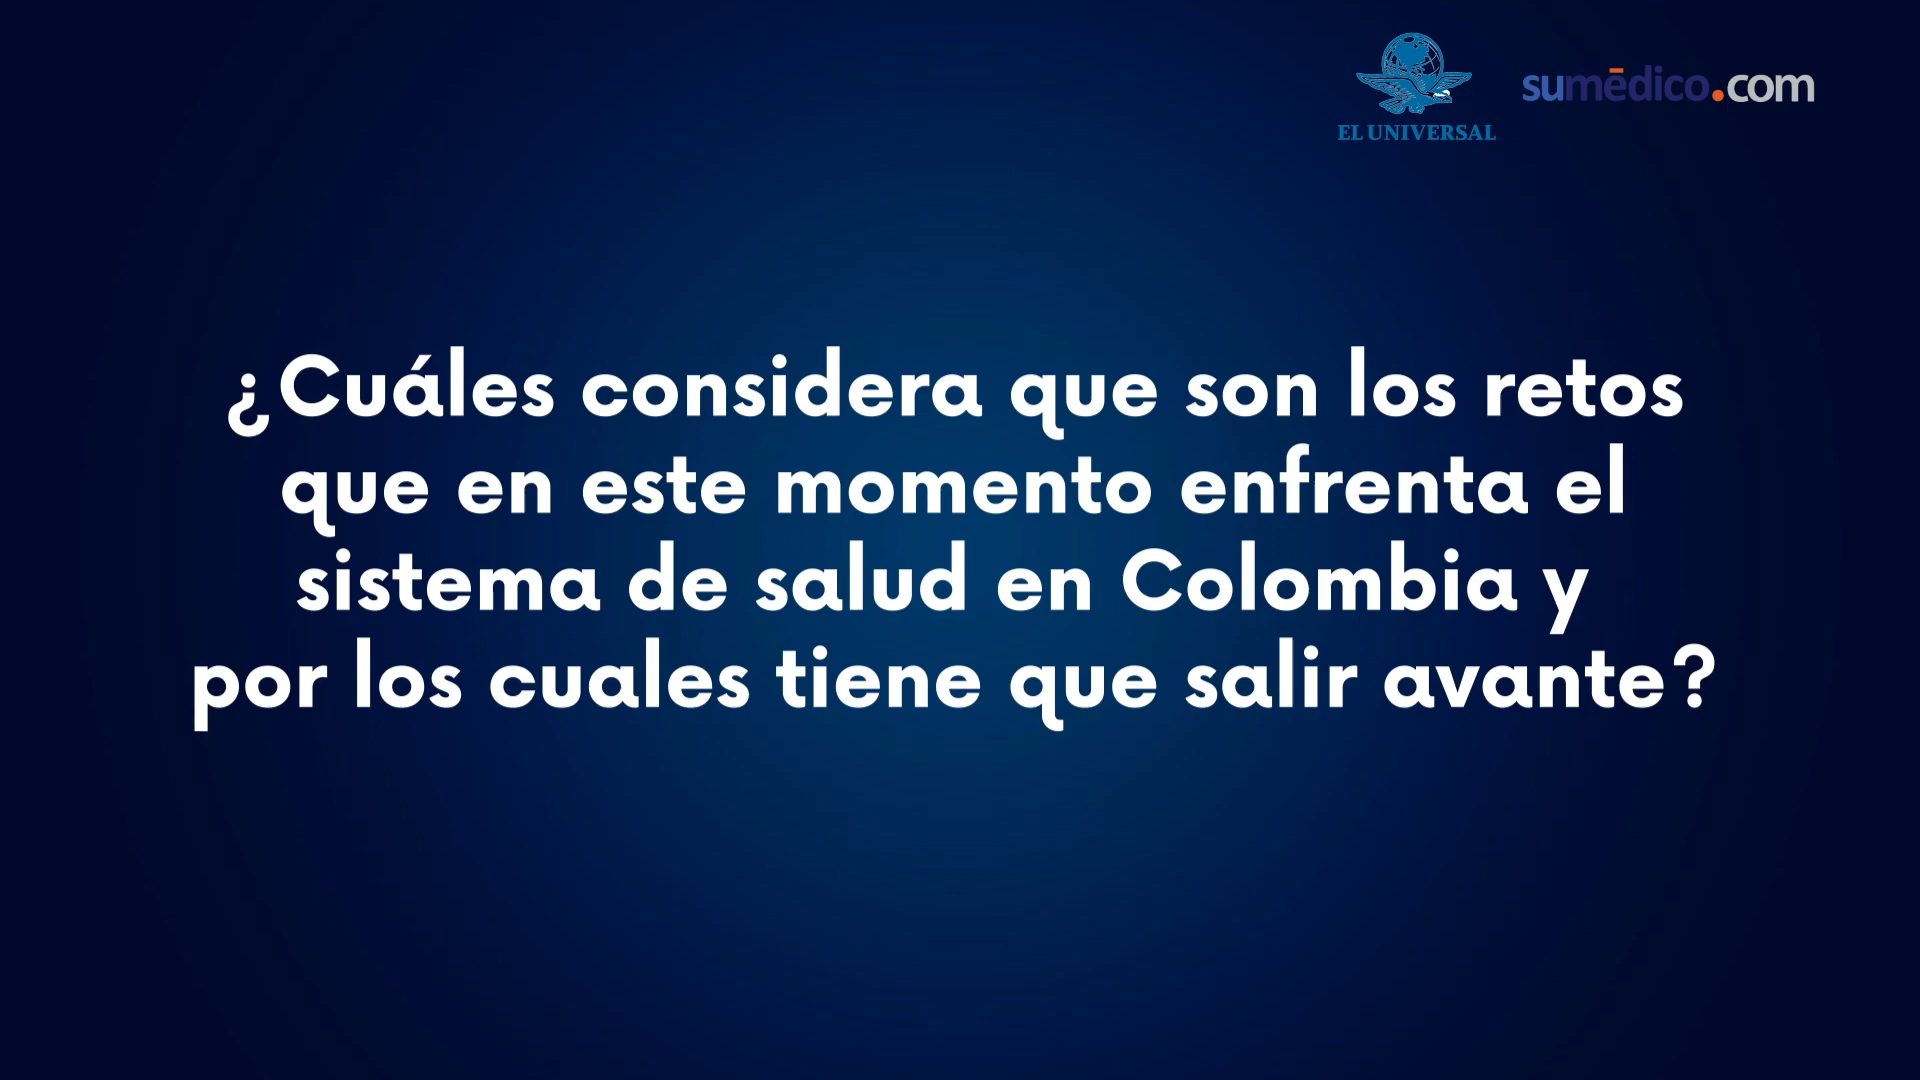 EL UNIVERSAL
sumédico.com
¿Cuáles considera que son los retos
que en este momento enfrenta el
sistema de salud en Colombia y
por los cuales tiene que salir avante?